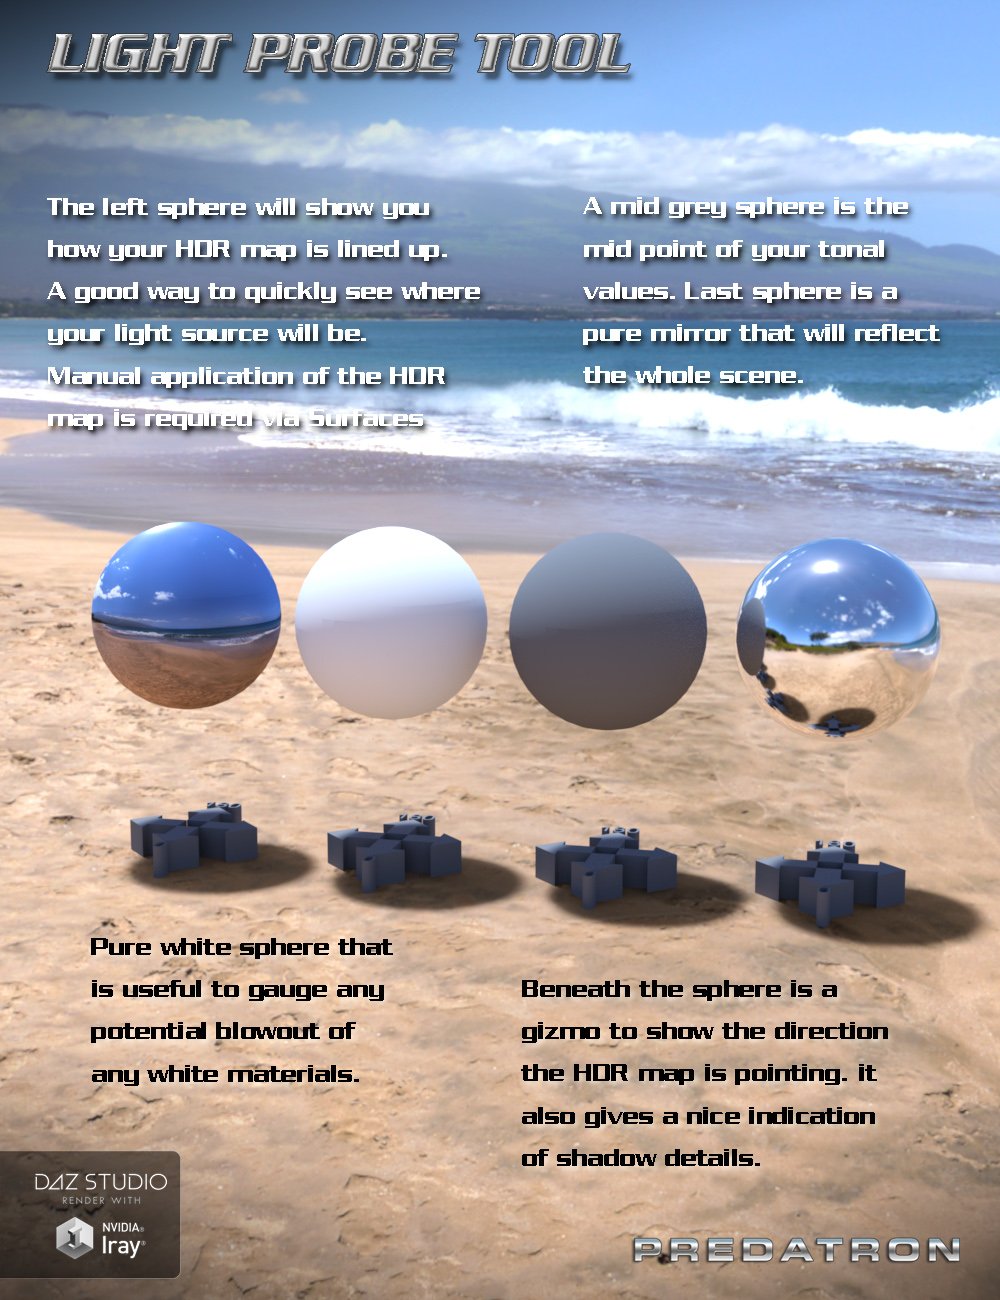 LIGHT PROBE TOOL
The left sphere will show you
how your HDR map is lined up.
A good way to quickly see where
your light source will be.
Manual application of the HDR
map is required via Surfaces
A mid grey sphere is the
mid point of your tonal
values. Last sphere is a
pure mirror that will reflect
the whole scene.
Pure white sphere that
is useful to gauge any
potential blowout of
any white materials.
Beneath the sphere is a
gizmo to show the direction
the HDR map is pointing. it
also gives a nice indication
of shadow details.
DAZ STUDIO
RENDER WITH
NVIDIA®
Iray®
PREDATRON